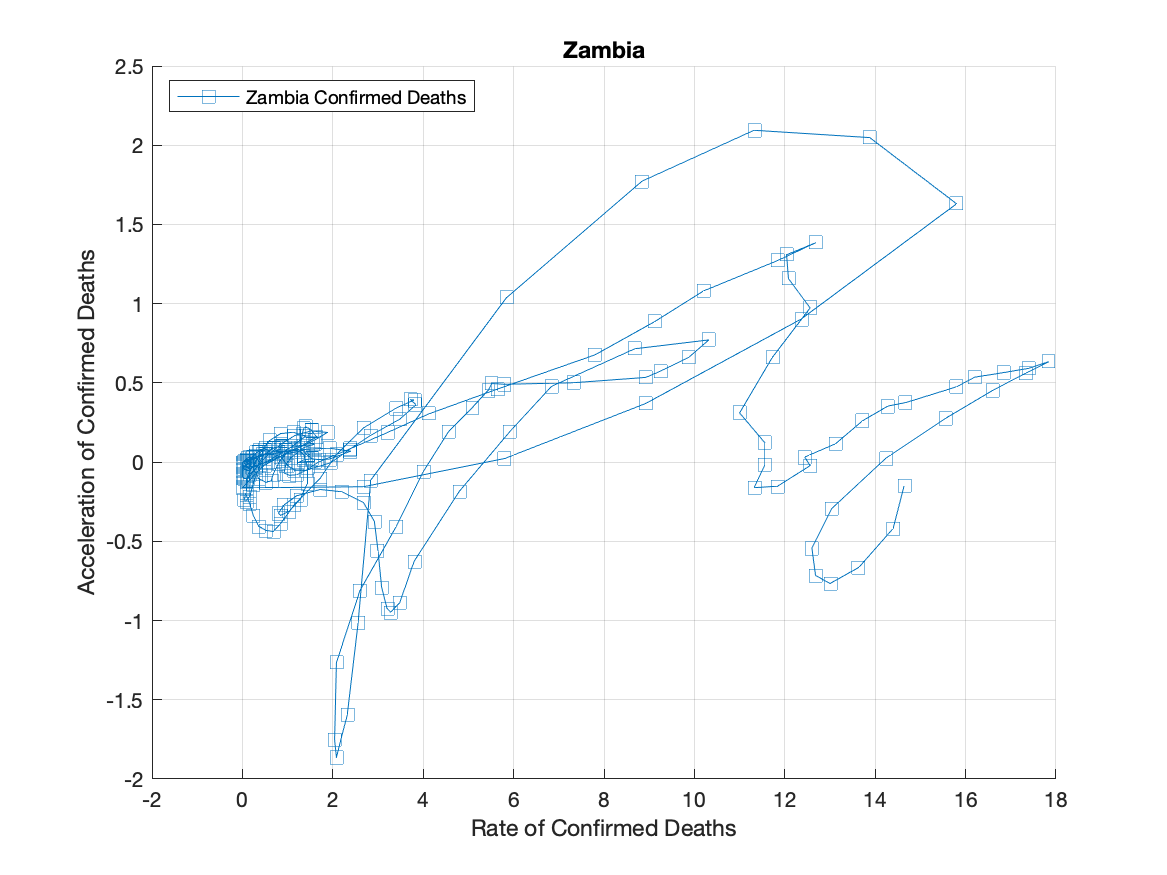 Zambia
Zambia Confirmed Deaths
2.5
2
1.5
1
0.5
0
-0.5
-1
-1.5
-2
Acceleration of Confirmed Deaths
-2 0 2 4 6 8 10 12 14 16 18
Rate of Confirmed Deaths